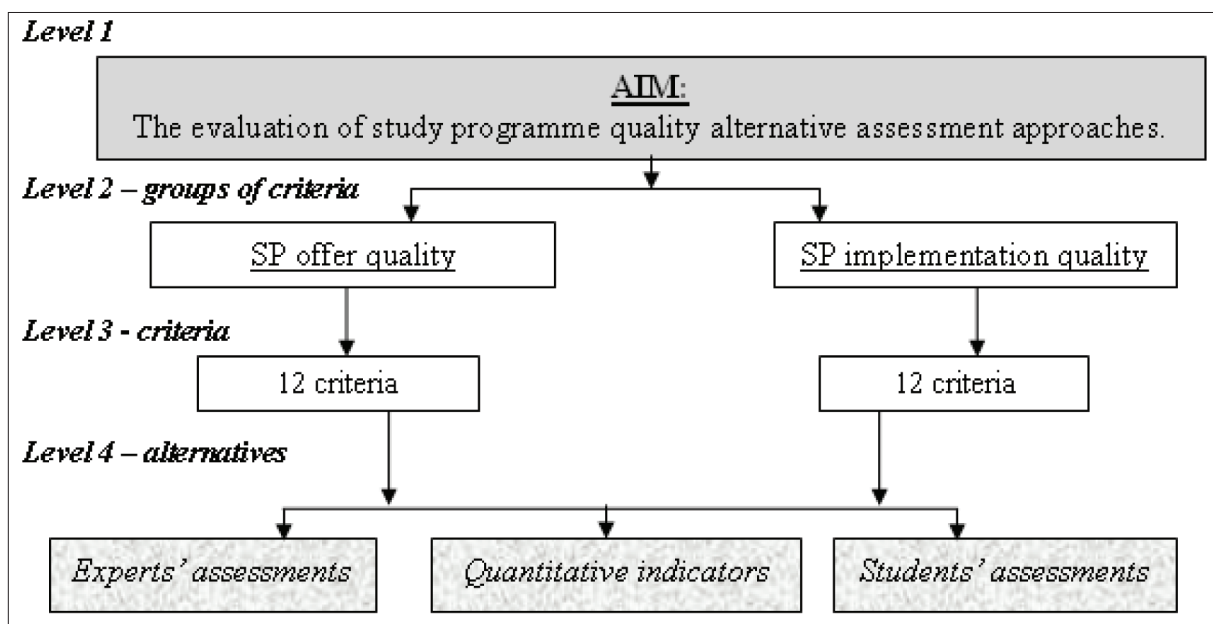 Level 1
AIM:
The evaluation of study programme quality alternative assessment approaches.
Level 2 – groups of criteria
SP offer quality
SP implementation quality
Level 3 - criteria
12 criteria
12 criteria
Level 4 – alternatives
Experts’ assessments
Quantitative indicators
Students’ assessments